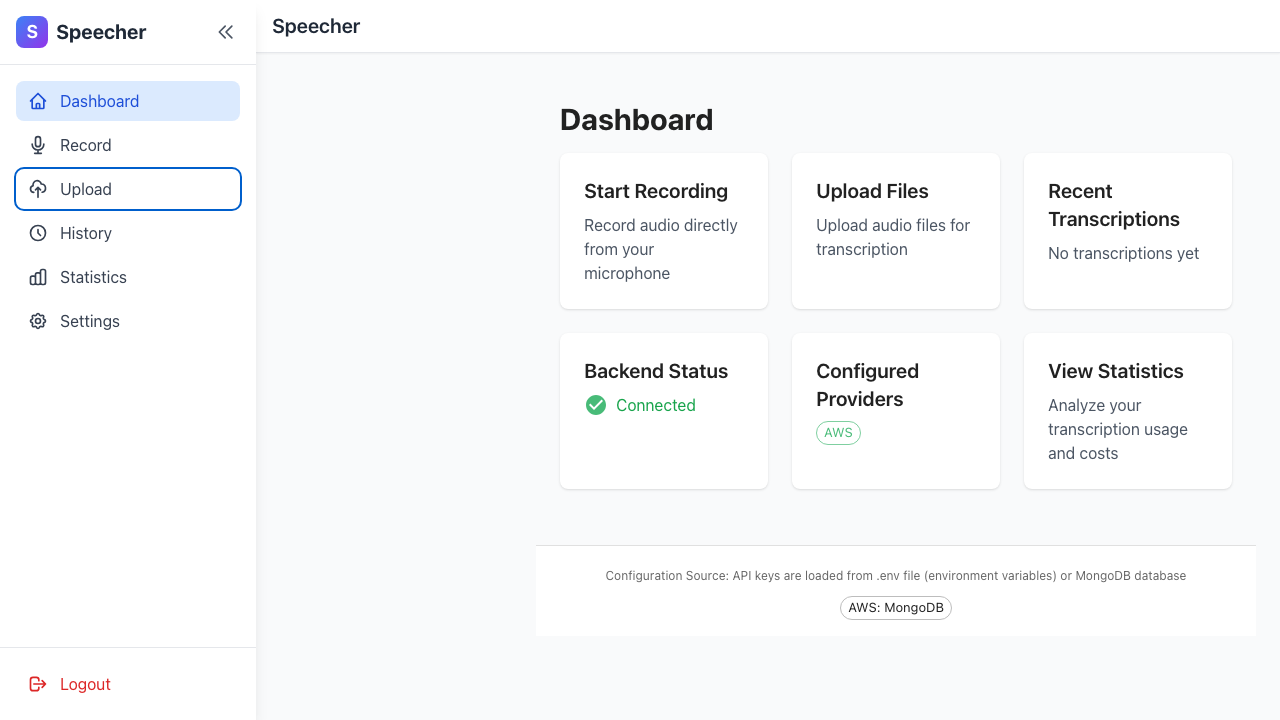 S Speecher
Dashboard
Record
Upload
History
Statistics
Settings
Logout
Speecher
Dashboard
Start Recording
Record audio directly
from your
microphone
Upload Files
Upload audio files for
transcription
Recent
Transcriptions
No transcriptions yet
Backend Status
Connected
Configured
Providers
AWS
View Statistics
Analyze your
transcription usage
and costs
Configuration Source: API keys are loaded from .env file (environment variables) or MongoDB database
AWS: MongoDB